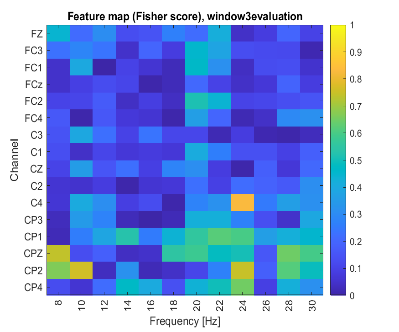 Feature map (Fisher score), window3evaluation
FZ
FC3
FC1
FCz
FC2
FC4
C3
C1
CZ
C2
C4
CP3
CP1
CPZ
CP2
CP4
Channel
8 10 12 14 16 18 20 22 24 26 28 30
Frequency [Hz]
1
0.9
0.8
0.7
0.6
0.5
0.4
0.3
0.2
0.1
0